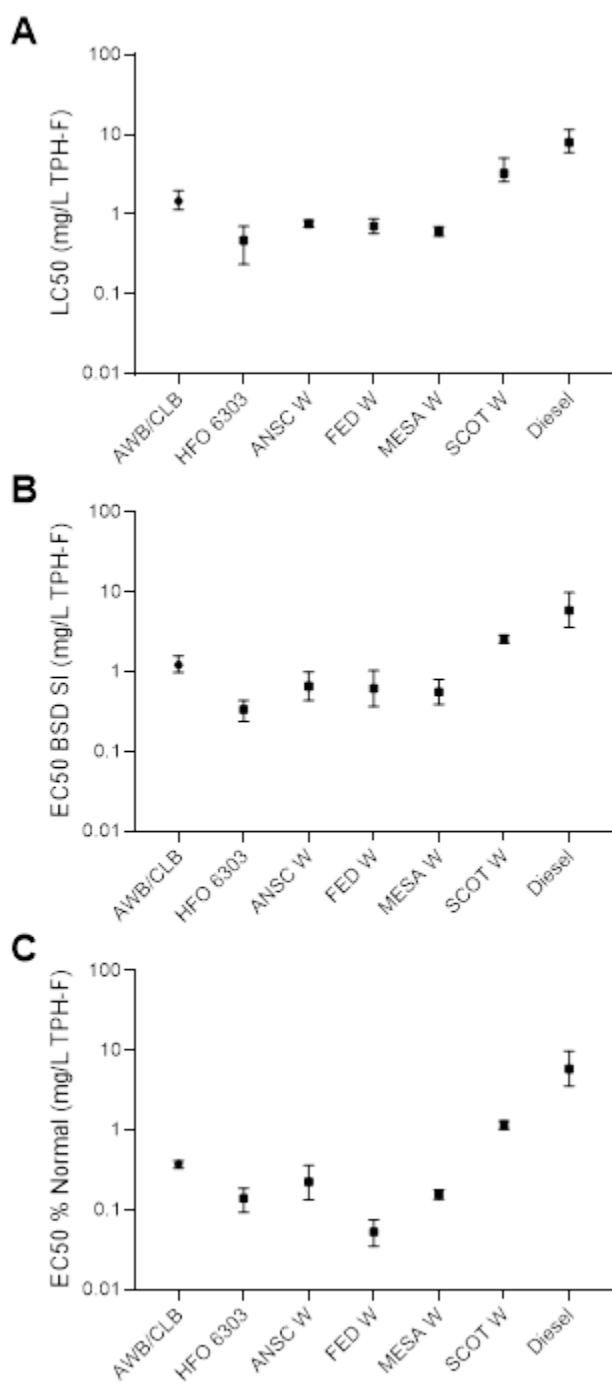 A
LC50 (mg/L TPH-F)
100
10
1
0.1
0.01
AWB/CLB
HFO 6303
ANSC W
FED W
MESA W
SCOT W
Diesel
B
EC50 BSD SI (mg/L TPH-F)
100
10
1
0.1
0.01
AWB/CLB
HFO 6303
ANSC W
FED W
MESA W
SCOT W
Diesel
C
EC50 % Normal (mg/L TPH-F)
100
10
1
0.1
0.01
AWB/CLB
HFO 6303
ANSC W
FED W
MESA W
SCOT W
Diesel